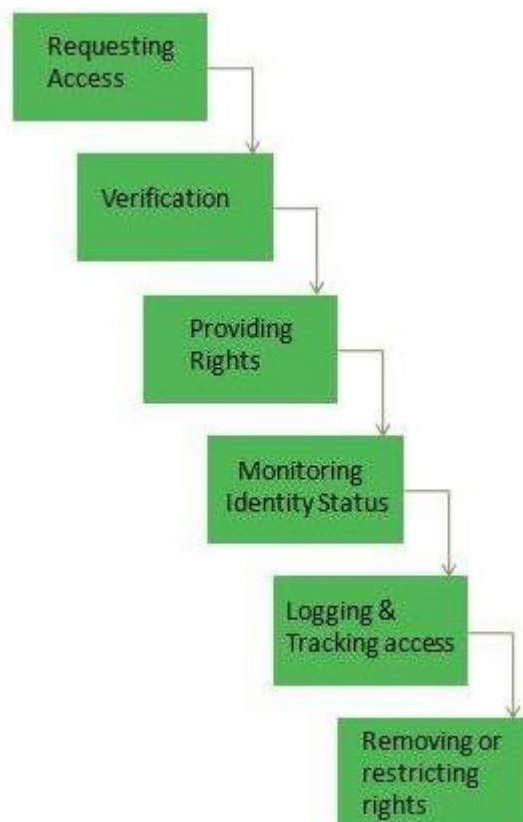 Requesting
Access
Verification
Providing
Rights
Monitoring
Identity Status
Logging &
Tracking access
Removing or
restricting
rights